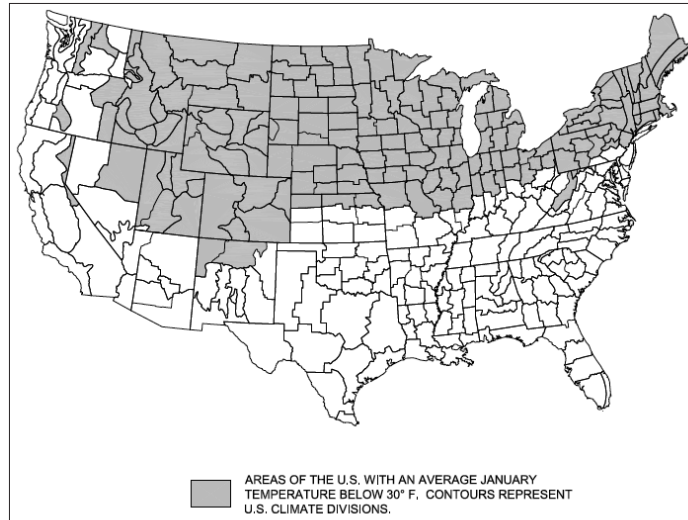 AREAS OF THE U.S. WITH AN AVERAGE JANUARY
TEMPERATURE BELOW 30° F, CONTOURS REPRESENT
U.S. CLIMATE DIVISIONS.